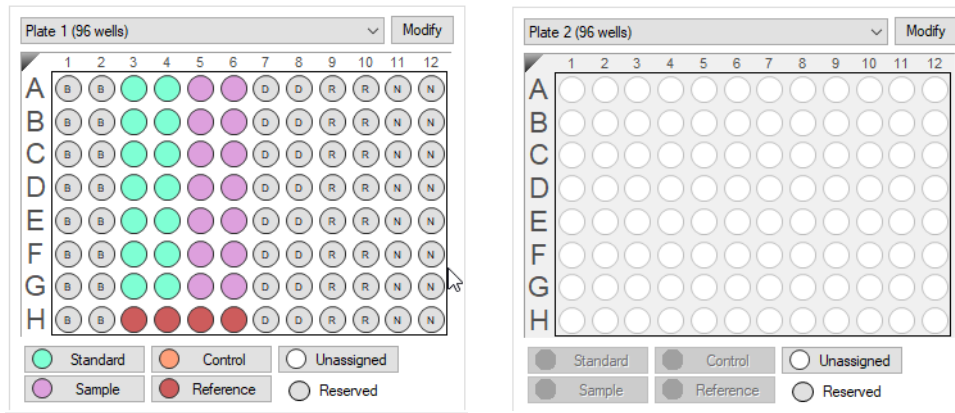 Plate 1 (96 wells) Modify
1 2 3 4 5 6 7 8 9 10 11 12
A B B D D R R N N
B B B D D R R N N
C B B D D R R N N
D B B D D R R N N
E B B D D R R N N
F B B D D R R N N
G B B D D R R N N
H B B D D R R N N
Standard Control Unassigned
Sample Reference Reserved
Plate 2 (96 wells) Modify
1 2 3 4 5 6 7 8 9 10 11 12
A
B
C
D
E
F
G
H
Standard Control Unassigned
Sample Reference Reserved